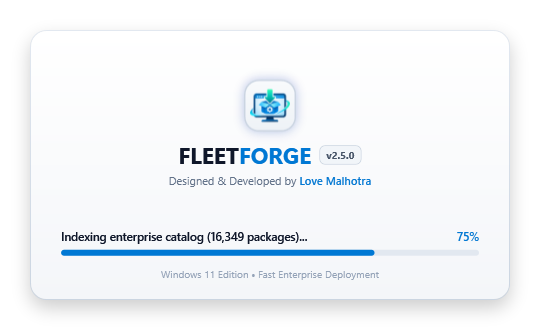 FLEETFORGE v2.5.0
Designed & Developed by Love Malhotra
Indexing enterprise catalog (16,349 packages)... 75%
Windows 11 Edition • Fast Enterprise Deployment